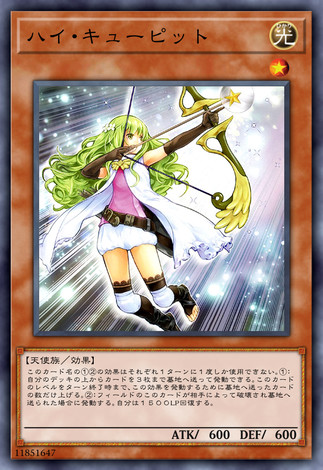 ハイ・キューピット
光
【天使族／効果】
このカード名の①②の効果はそれぞれ１ターンに１度しか使用できない。①：
自分のデッキの上からカードを３枚まで墓地へ送って発動できる。このカード
のレベルをターン終了時まで、この効果を発動するために墓地へ送ったカード
の数だけ上げる。②：フィールドのこのカードが相手によって破壊され墓地へ
送られた場合に発動する。自分は１５００LP回復する。
ATK/ 600 DEF/ 600
11851647